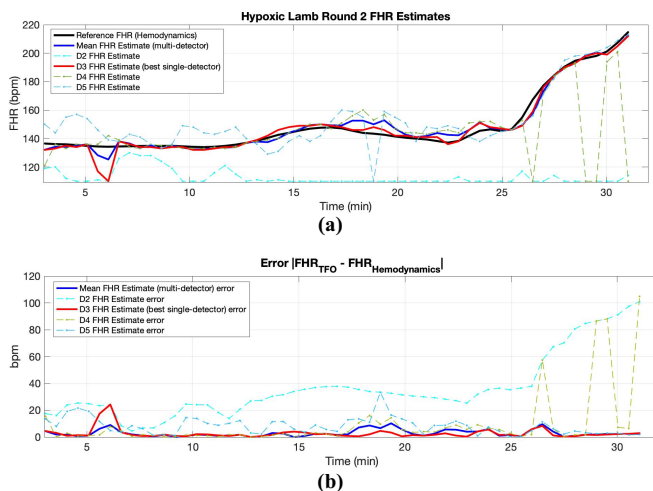 Hypoxic Lamb Round 2 FHR Estimates
Reference FHR (Hemodynamics)
Mean FHR Estimate (multi-detector)
D2 FHR Estimate
D3 FHR Estimate (best single-detector)
D4 FHR Estimate
D5 FHR Estimate
FHR (bpm)
200
180
160
140
120
5 10 15 20 25 30
Time (min)
(a)
Error |FHR_TFO - FHR_Hemodynamics|
Mean FHR Estimate (multi-detector) error
D2 FHR Estimate error
D3 FHR Estimate (best single-detector) error
D4 FHR Estimate error
D5 FHR Estimate error
bpm
120
100
80
60
40
20
0
5 10 15 20 25 30
Time (min)
(b)